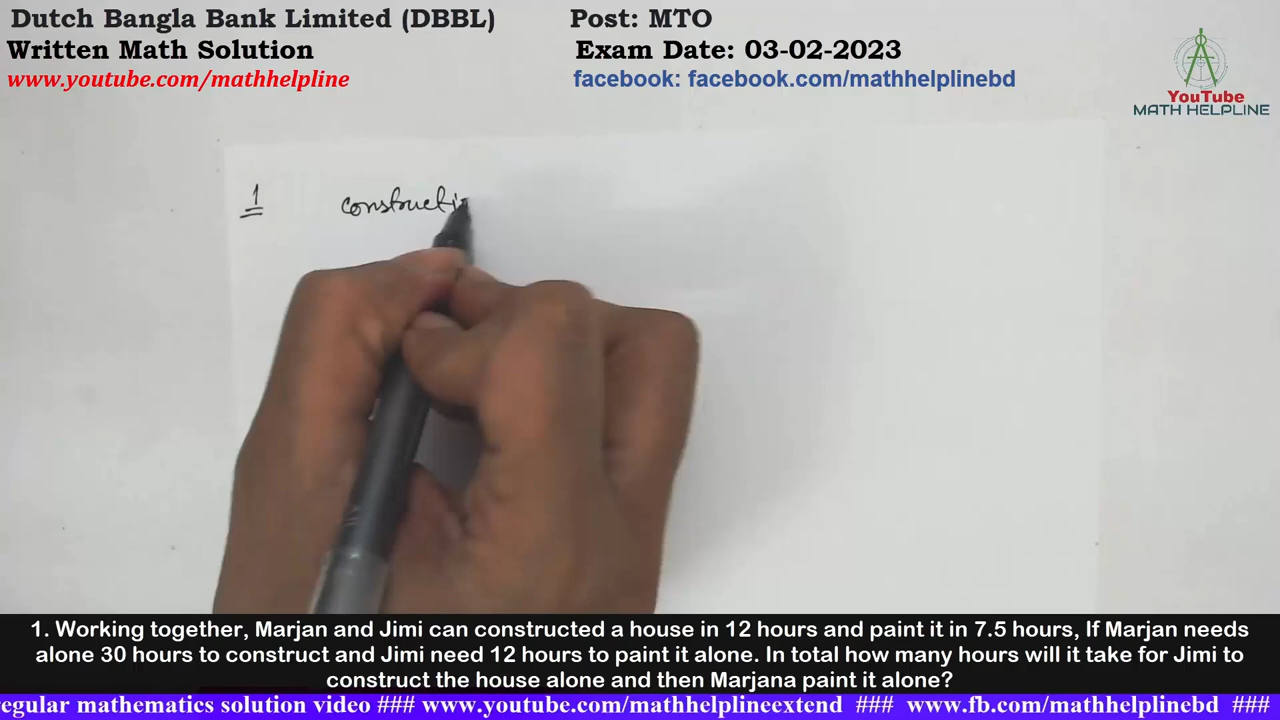 Dutch Bangla Bank Limited (DBBL) Post: MTO
Written Math Solution Exam Date: 03-02-2023
www.youtube.com/mathhelpline facebook: facebook.com/mathhelplinebd
YouTube
MATH HELPLINE
1 constructi
1. Working together, Marjan and Jimi can constructed a house in 12 hours and paint it in 7.5 hours, If Marjan needs
alone 30 hours to construct and Jimi need 12 hours to paint it alone. In total how many hours will it take for Jimi to
construct the house alone and then Marjana paint it alone?
regular mathematics solution video ### www.youtube.com/mathhelplineextend ### www.fb.com/mathhelplinebd ###